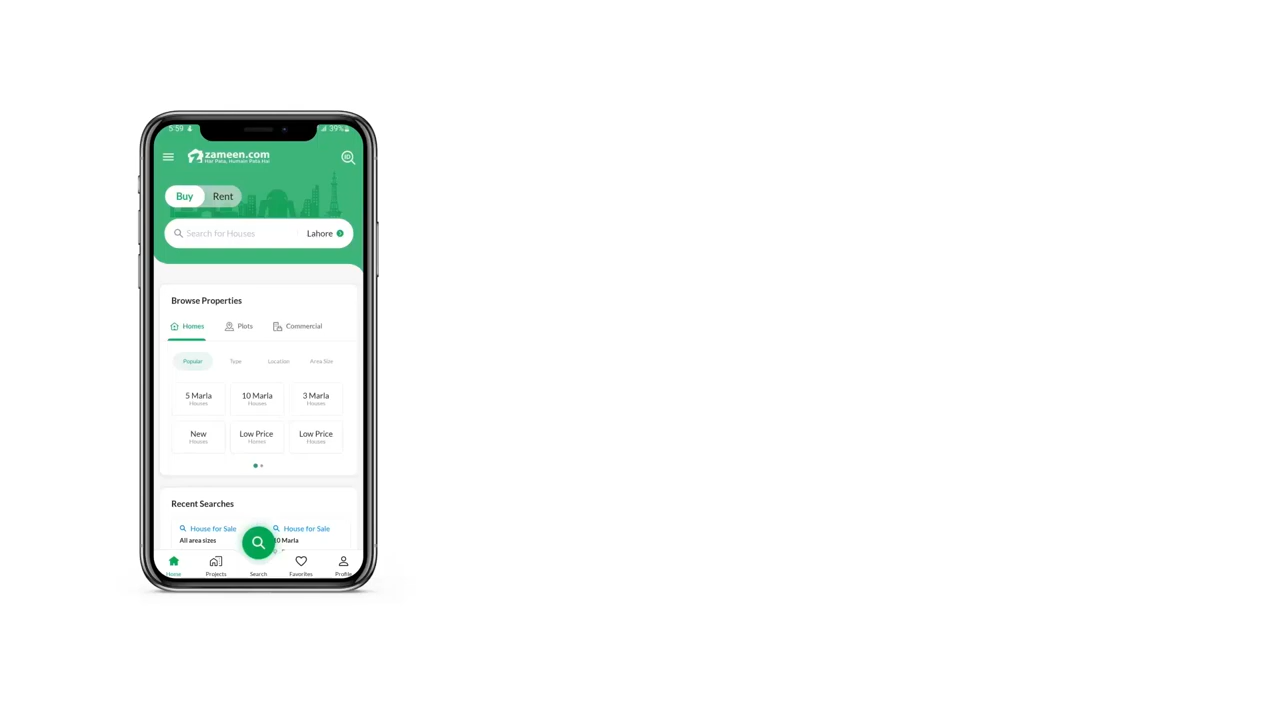 5:59
39%
zameen.com
Har Pata, Humain Pata Hai
ID
Buy
Rent
Search for Houses
Lahore
Browse Properties
Homes
Plots
Commercial
Popular
Type
Location
Area Size
5 Marla
Houses
10 Marla
Houses
3 Marla
Houses
New
Houses
Low Price
Homes
Low Price
Houses
Recent Searches
House for Sale
House for Sale
All area sizes
10 Marla
Home
Projects
Search
Favorites
Profile